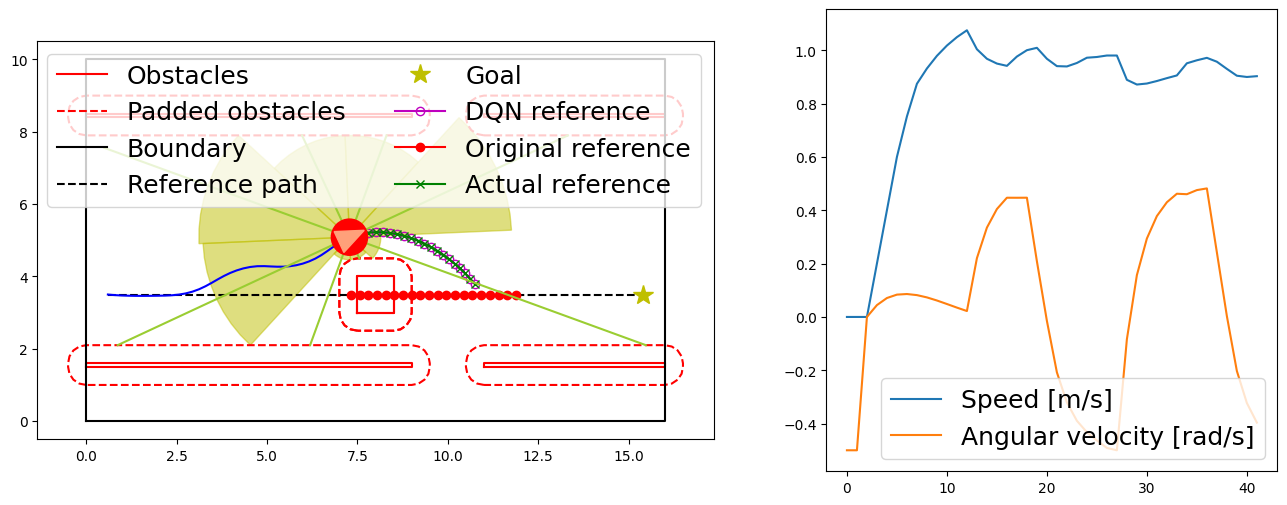 10
8
6
4
2
0
0.0 2.5 5.0 7.5 10.0 12.5 15.0
Obstacles
Padded obstacles
Boundary
Reference path
Goal
DQN reference
Original reference
Actual reference
1.0
0.8
0.6
0.4
0.2
0.0
−0.2
−0.4
0 10 20 30 40
Speed [m/s]
Angular velocity [rad/s]